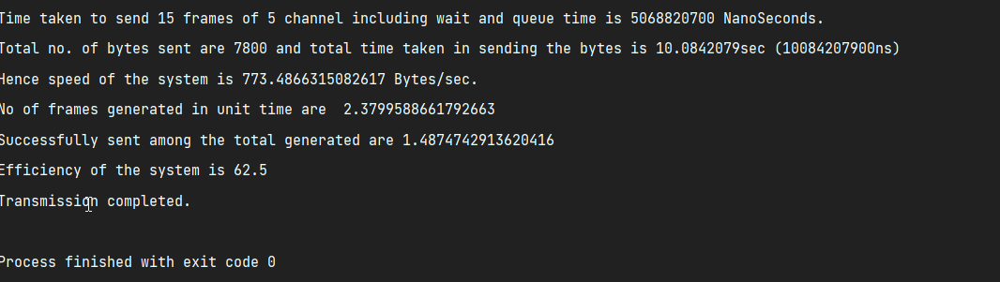 Time taken to send 15 frames of 5 channel including wait and queue time is 5068820700 NanoSeconds.
Total no. of bytes sent are 7800 and total time taken in sending the bytes is 10.0842079sec (10084207900ns)
Hence speed of the system is 773.4866315082617 Bytes/sec.
No of frames generated in unit time are  2.3799588661792663
Successfully sent among the total generated are 1.4874742913620416
Efficiency of the system is 62.5
Transmission completed.
Process finished with exit code 0